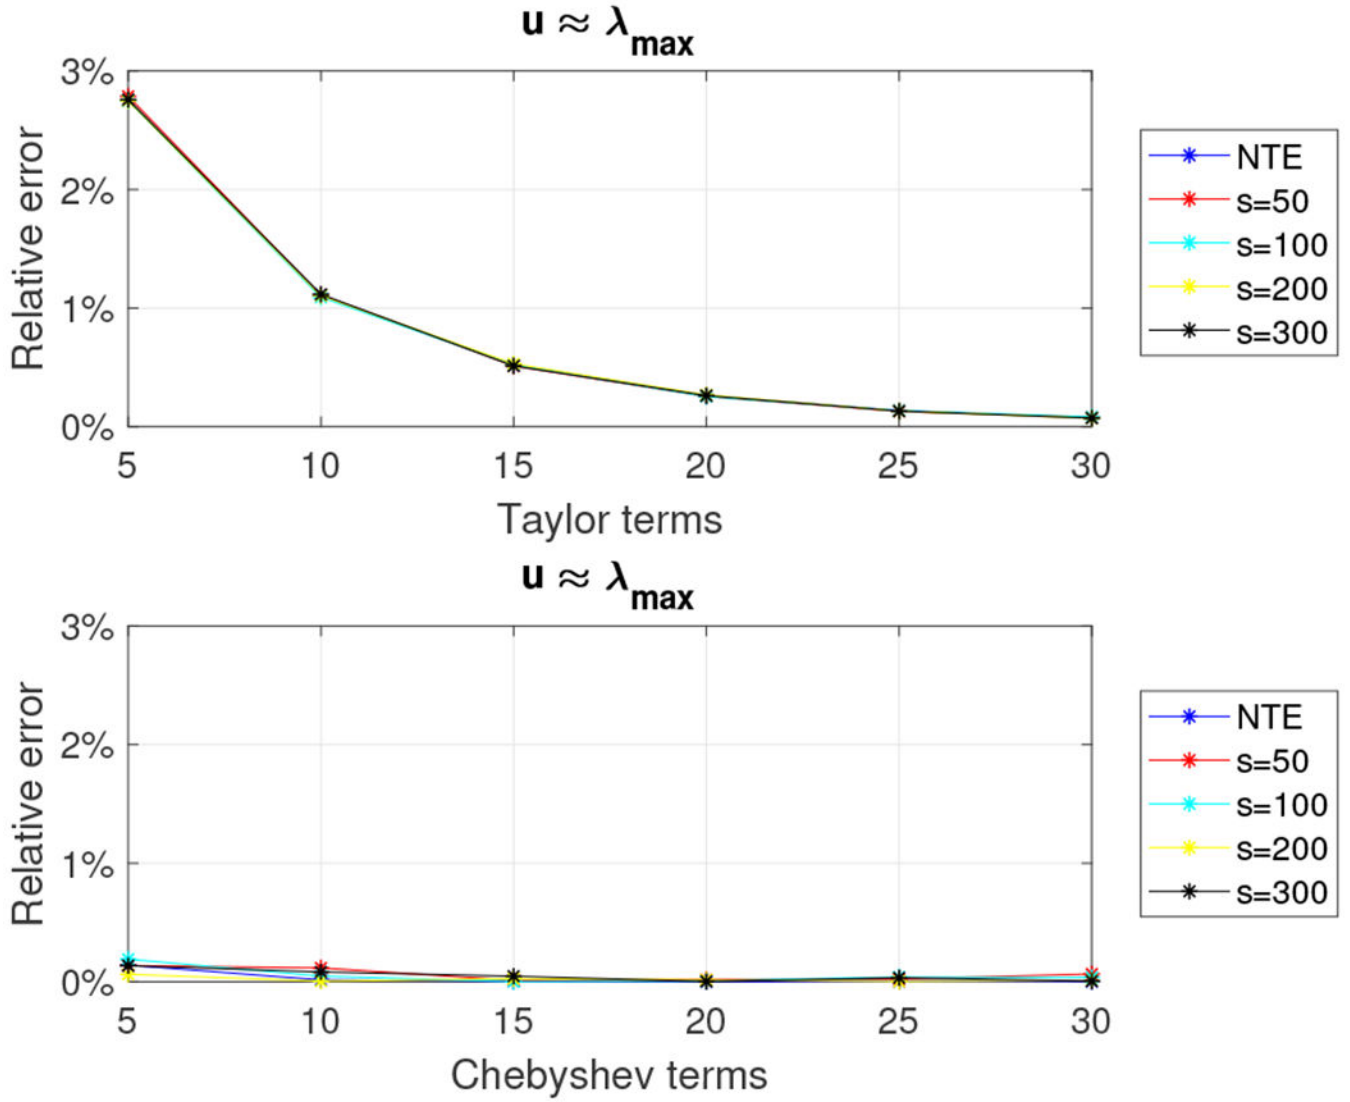 u ≈ λmax
3%
2%
1%
0%
Relative error
5 10 15 20 25 30
Taylor terms
NTE
s=50
s=100
s=200
s=300
u ≈ λmax
3%
2%
1%
0%
Relative error
5 10 15 20 25 30
Chebyshev terms
NTE
s=50
s=100
s=200
s=300